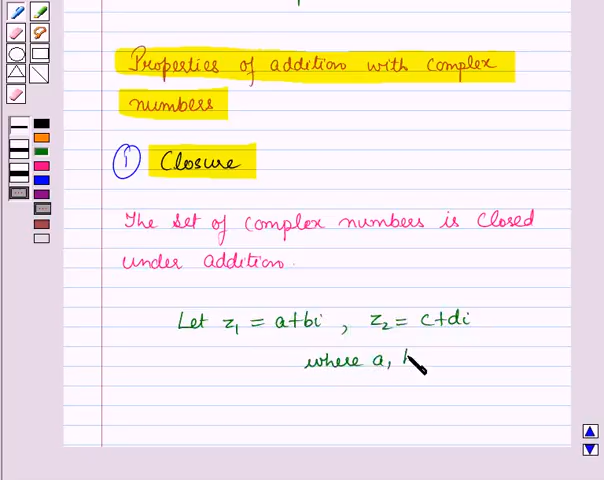 Properties of addition with complex
numbers
① Closure
The set of complex numbers is closed
under addition.
Let z₁ = a+bi , z₂ = c+di
where a,